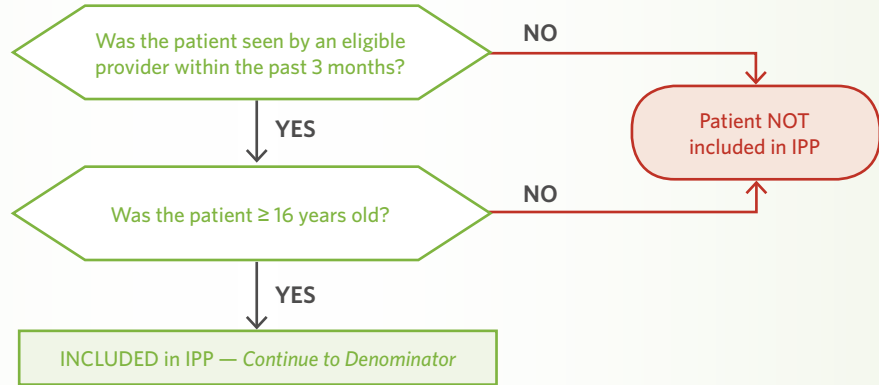 Was the patient seen by an eligible
provider within the past 3 months?
NO
YES
Patient NOT
included in IPP
Was the patient ≥ 16 years old?
NO
YES
INCLUDED in IPP — Continue to Denominator